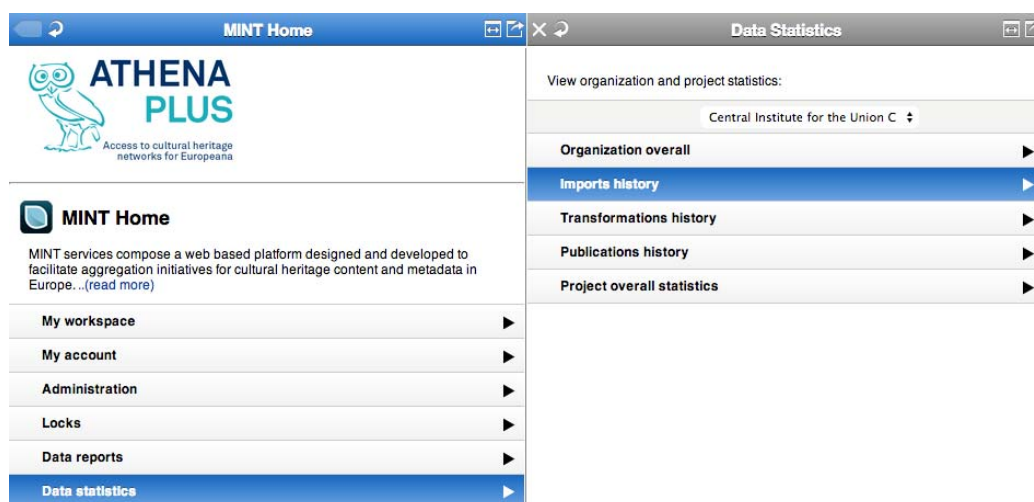 MINT Home
ATHENA
PLUS
Access to cultural heritage
networks for Europeana
MINT Home
MINT services compose a web based platform designed and developed to
facilitate aggregation initiatives for cultural heritage content and metadata in
Europe...(read more)
My workspace
My account
Administration
Locks
Data reports
Data statistics
Data Statistics
View organization and project statistics:
Central Institute for the Union C
Organization overall
Imports history
Transformations history
Publications history
Project overall statistics